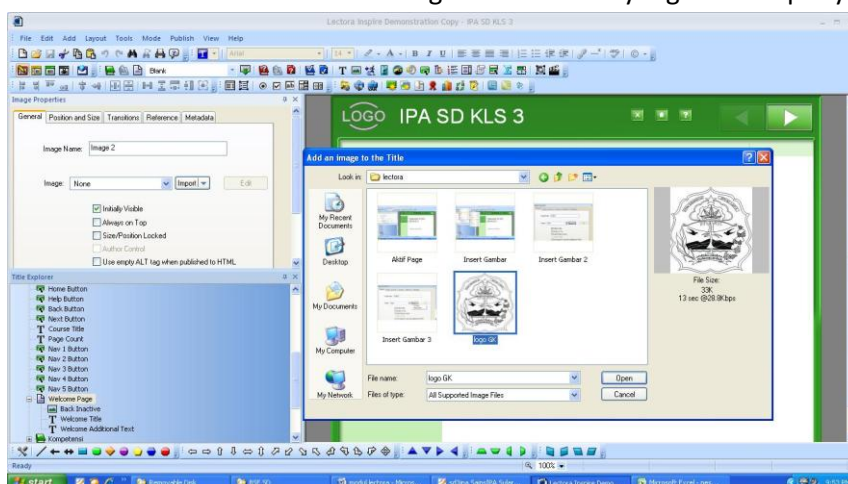 Lectora Inspire Demonstration Copy - IPA SD KLS 3
File Edit Add Layout Tools Mode Publish View Help
Arial
14
Blank
Image Properties
General Position and Size Transitions Reference Metadata
Image Name: Image 2
Image: None Import Edit
Initially Visible
Always on Top
Size/Position Locked
Author Control
Use empty ALT tag when published to HTML
Title Explorer
Home Button
Help Button
Back Button
Next Button
Course Title
Page Count
Nav 1 Button
Nav 2 Button
Nav 3 Button
Nav 4 Button
Nav 5 Button
Welcome Page
Back Inactive
Welcome Title
Welcome Additional Text
Kompetensi
LOGO IPA SD KLS 3
Add an image to the Title
Look in: lectora
My Recent Documents
Desktop
My Documents
My Computer
My Network
Aktif Page
Insert Gambar
Insert Gambar 2
Insert Gambar 3
logo GK
File Size:
33K
13 sec @28.8Kbps
File name: logo GK Open
Files of type: All Supported Image Files Cancel
Ready
100%
start
Removable Disk
BSE SD
modul lectora - Micros...
Lectora Inspire Demo...